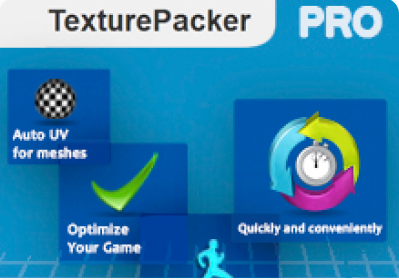 TexturePacker PRO
Auto UV
for meshes
Optimize
Your Game
Quickly and conveniently